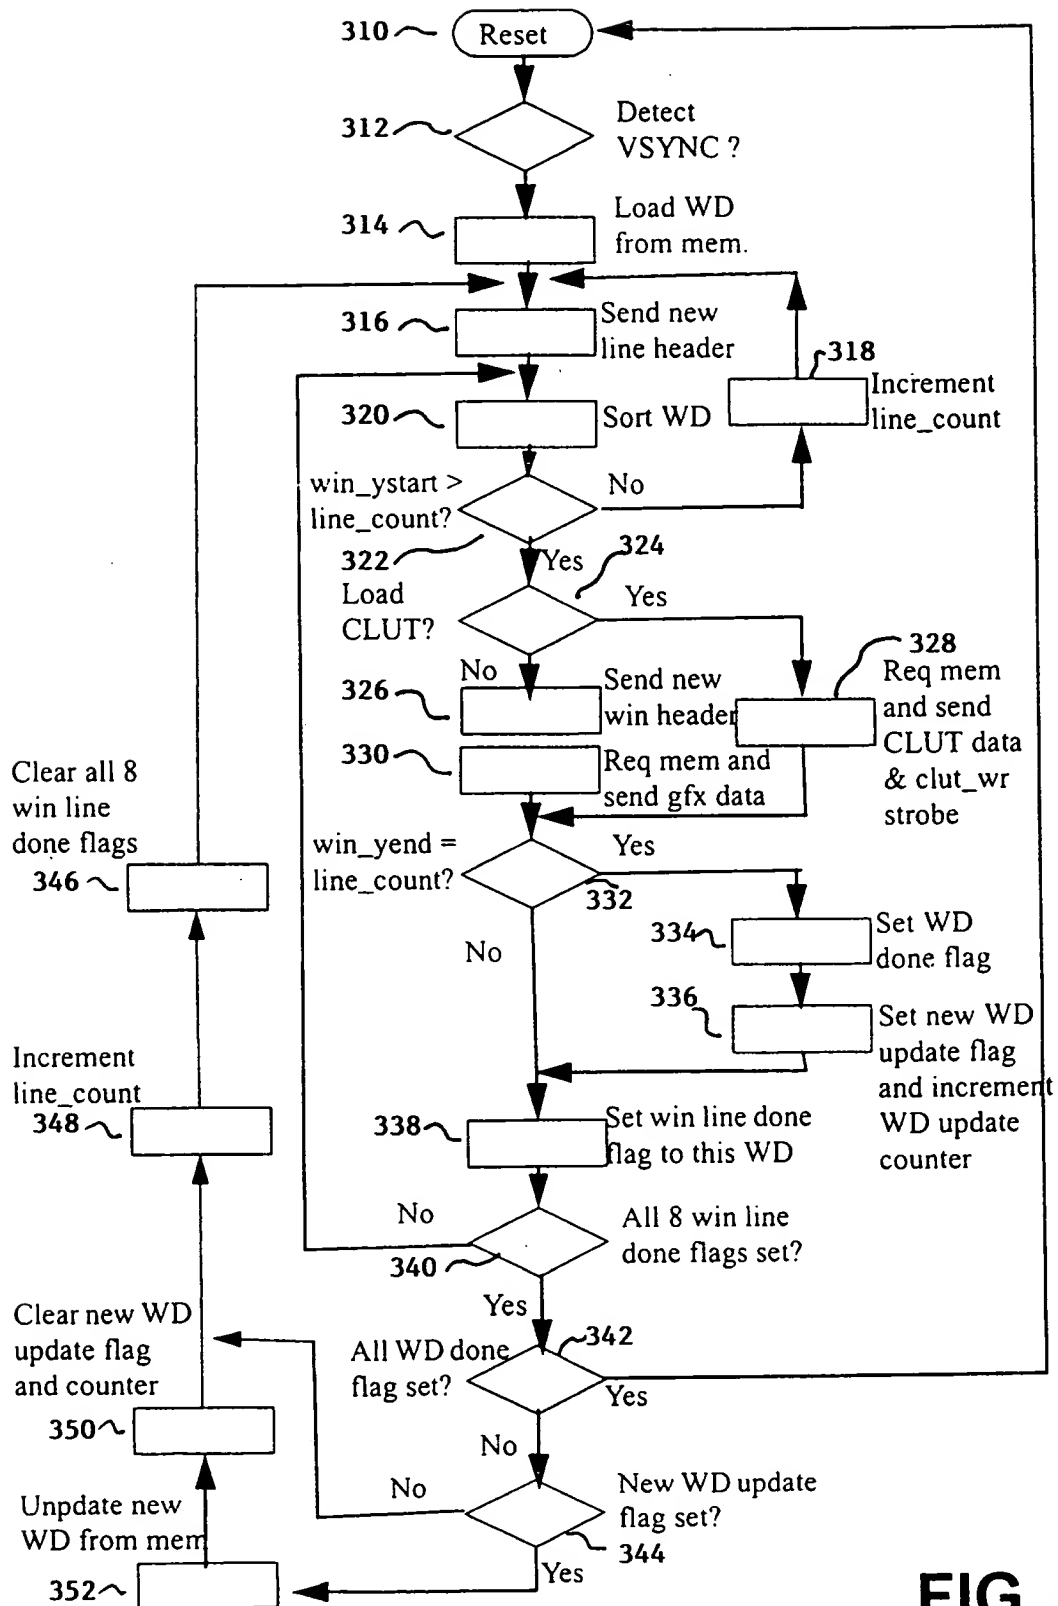 310
Reset
312
Detect
VSYNC ?
314
Load WD
from mem.
316
Send new
line header
318
Increment
line_count
320
Sort WD
win_ystart >
line_count?
No
322
Yes
324
Load
CLUT?
Yes
No
328
Req mem
and send
CLUT data
& clut_wr
strobe
326
Send new
win header
330
Req mem and
send gfx data
win_yend =
line_count?
Yes
332
No
334
Set WD
done flag
336
Set new WD
update flag
and increment
WD update
counter
338
Set win line done
flag to this WD
No
340
All 8 win line
done flags set?
Yes
342
All WD done
flag set?
Yes
No
344
New WD update
flag set?
No
Yes
Clear all 8
win line
done flags
346
Increment
line_count
348
Clear new WD
update flag
and counter
350
Unpdate new
WD from mem
352
FIG